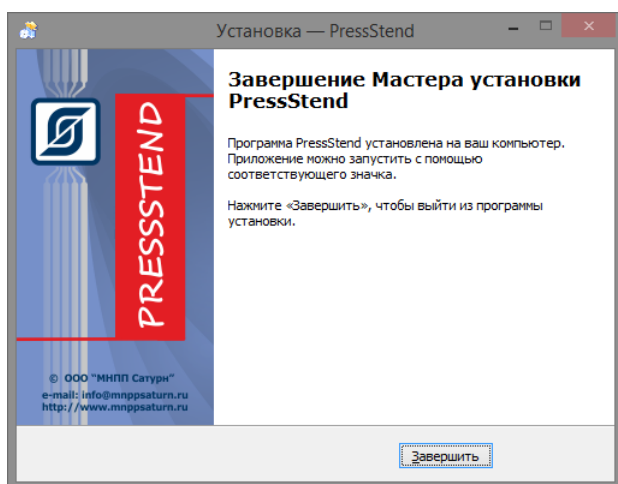 Установка — PressStend
Завершение Мастера установки
PressStend
Программа PressStend установлена на ваш компьютер.
Приложение можно запустить с помощью
соответствующего значка.
Нажмите «Завершить», чтобы выйти из программы
установки.
PRESSSTEND
© ООО "МНПП Сатурн"
e-mail: info@mnppsaturn.ru
http://www.mnppsaturn.ru
Завершить